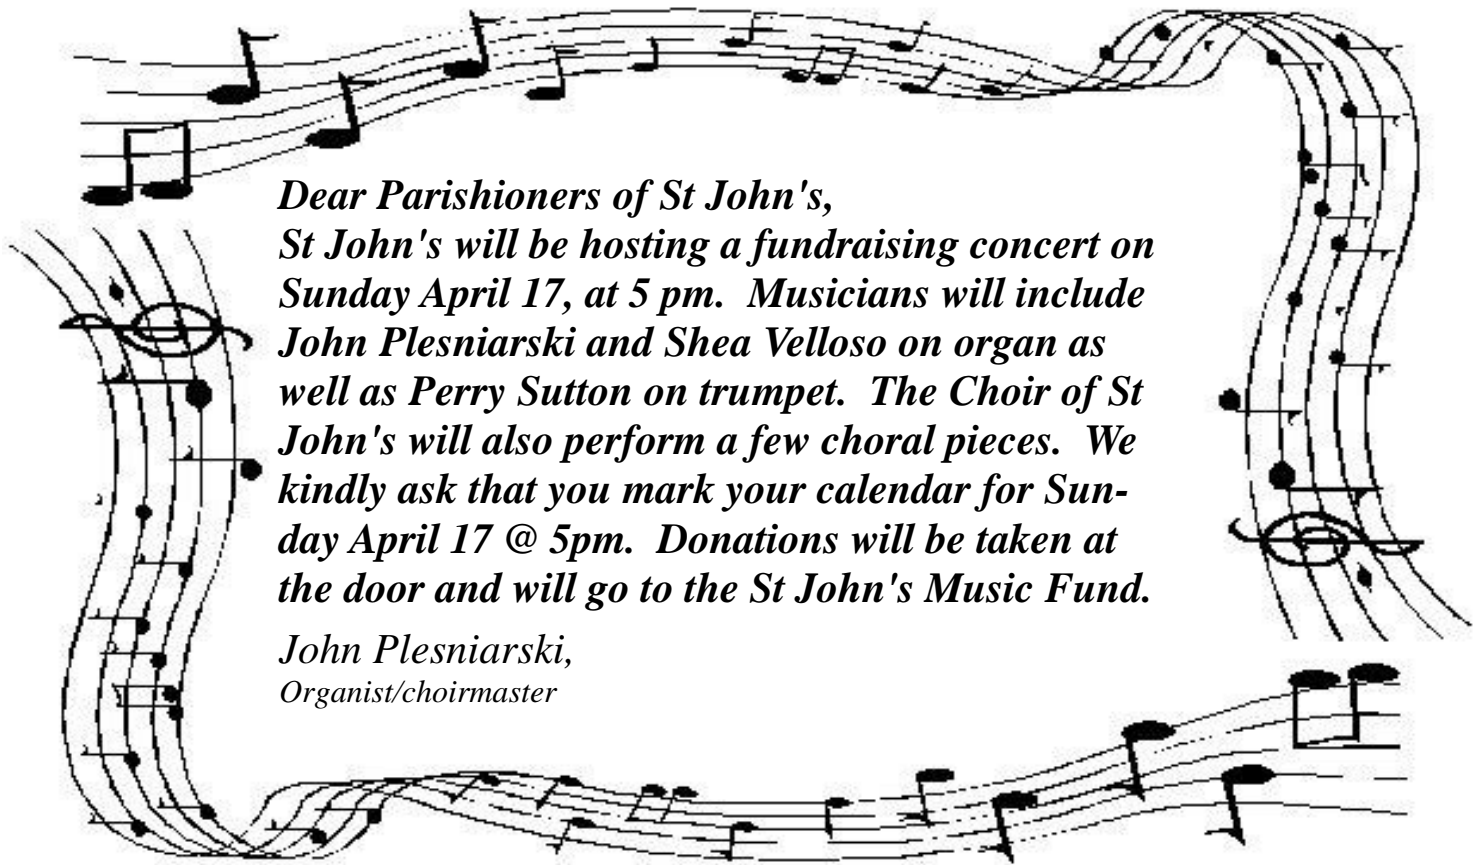 Dear Parishioners of St John's,
St John's will be hosting a fundraising concert on
Sunday April 17, at 5 pm.  Musicians will include
John Plesniarski and Shea Velloso on organ as
well as Perry Sutton on trumpet.  The Choir of St
John's will also perform a few choral pieces.  We
kindly ask that you mark your calendar for Sun-
day April 17 @ 5pm.  Donations will be taken at
the door and will go to the St John's Music Fund.
John Plesniarski,
Organist/choirmaster